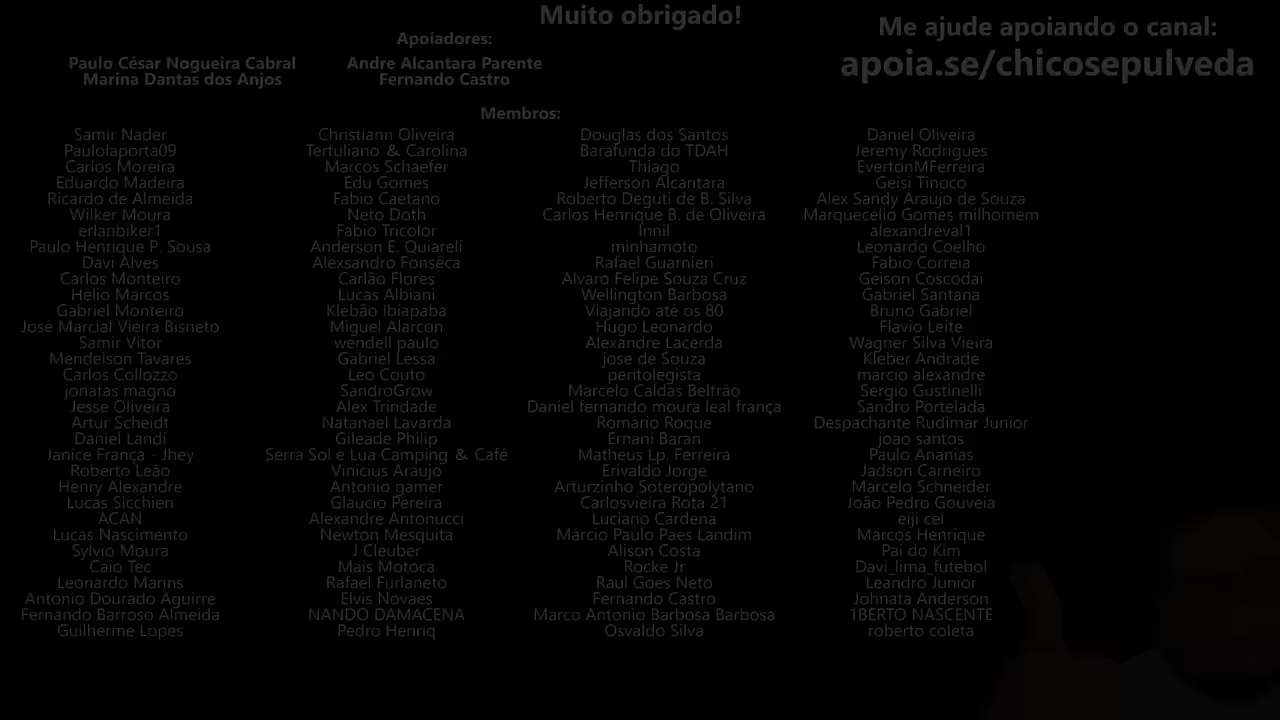 Muito obrigado!
Me ajude apoiando o canal:
apoia.se/chicosepulveda
Apoiadores:
Paulo César Nogueira Cabral
Marina Dantas dos Anjos
Andre Alcantara Parente
Fernando Castro
Membros:
Samir Nader
Paulolaporta09
Carlos Moreira
Eduardo Madeira
Ricardo de Almeida
Wilker Moura
erlanbiker1
Paulo Henrique P. Sousa
Davi Alves
Carlos Monteiro
Helio Marcos
Gabriel Monteiro
José Marcial Vieira Bisneto
Samir Vitor
Mendelson Tavares
Carlos Collozzo
jonatas magno
Jesse Oliveira
Artur Scheidt
Daniel Landi
Janice França - Jhey
Roberto Leão
Henry Alexandre
Lucas Sicchieri
ACAN
Lucas Nascimento
Sylvio Moura
Caio Tec
Leonardo Marins
Antonio Dourado Aguirre
Fernando Barroso Almeida
Guilherme Lopes
Christiann Oliveira
Tertuliano & Carolina
Marcos Schaefer
Edu Gomes
Fabio Caetano
Neto Doth
Fabio Tricolor
Anderson E. Quiareli
Alexsandro Fonsêca
Carlão Flores
Lucas Albiani
Klebão Ibiapaba
Miguel Alarcon
wendell paulo
Gabriel Lessa
Leo Couto
SandroGrow
Alex Trindade
Natanael Lavarda
Gileade Philip
Serra Sol e Lua Camping & Café
Vinicius Araujo
Antonio gamer
Glaucio Pereira
Alexandre Antonucci
Newton Mesquita
J Cleuber
Mais Motoca
Rafael Furlaneto
Elvis Novaes
NANDO DAMACENA
Pedro Henriq
Douglas dos Santos
Barafunda do TDAH
Thiago
Jefferson Alcantara
Roberto Deguti de B. Silva
Carlos Henrique B. de Oliveira
Innil
minhamoto
Rafael Guarnieri
Alvaro Felipe Souza Cruz
Wellington Barbosa
Viajando até os 80
Hugo Leonardo
Alexandre Lacerda
jose de Souza
peritolegista
Marcelo Caldas Beltrão
Daniel fernando moura leal frança
Romário Roque
Ernani Baran
Matheus Lp. Ferreira
Erivaldo Jorge
Arturzinho Soteropolytano
Carlosvieira Rota 21
Luciano Cardena
Márcio Paulo Paes Landim
Alison Costa
Rocke Jr
Raul Goes Neto
Fernando Castro
Marco Antonio Barbosa Barbosa
Osvaldo Silva
Daniel Oliveira
Jeremy Rodrigues
EvertonMFerreira
Geisi Tinoco
Alex Sandy Araujo de Souza
Marquecelio Gomes milhomem
alexandreval1
Leonardo Coelho
Fabio Correia
Geison Coscodai
Gabriel Santana
Bruno Gabriel
Flavio Leite
Wagner Silva Vieira
Kleber Andrade
marcio alexandre
Sergio Gustinelli
Sandro Portelada
Despachante Rudimar Júnior
joao santos
Paulo Ananias
Jadson Carneiro
Marcelo Schneider
João Pedro Gouveia
eiji cel
Marcos Henrique
Pai do Kim
Davi_lima_futebol
Leandro Junior
Johnata Anderson
1BERTO NASCENTE
roberto coleta